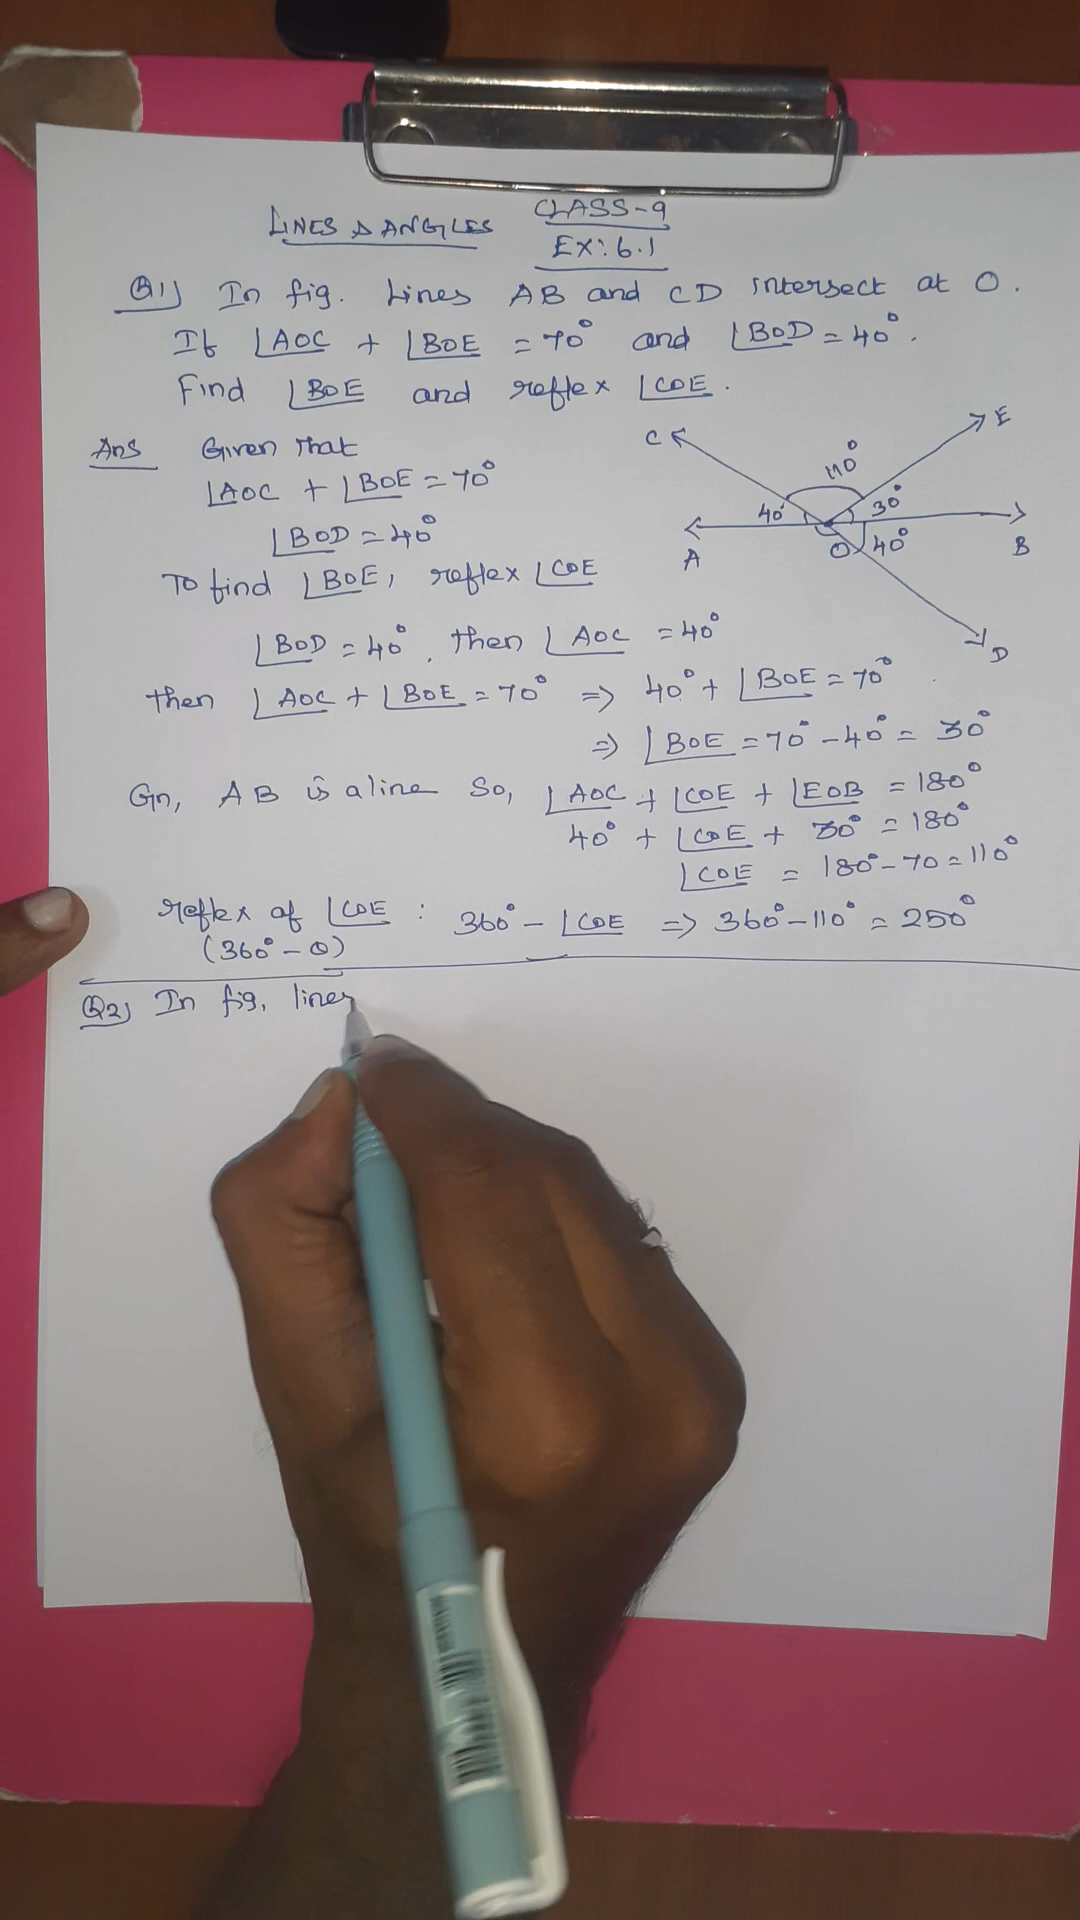 LINES & ANGLES CLASS-9
EX: 6.1
Q1) In fig. Lines AB and CD intersect at O.
If ∠AOC + ∠BOE = 70° and ∠BOD = 40°.
Find ∠BOE and reflex ∠COE.
Ans Given that
∠AOC + ∠BOE = 70°
∠BOD = 40°
To find ∠BOE, reflex ∠COE
C E
110°
40° 30°
A O 40° B
D
∠BOD = 40°, then ∠AOC = 40°
then ∠AOC + ∠BOE = 70° => 40° + ∠BOE = 70°
=> ∠BOE = 70° - 40° = 30°
Gn, AB is a line So, ∠AOC + ∠COE + ∠EOB = 180°
40° + ∠COE + 30° = 180°
∠COE = 180° - 70 = 110°
reflex of ∠COE : 360° - ∠COE => 360° - 110° = 250°
(360° - θ)
Q2) In fig, lines